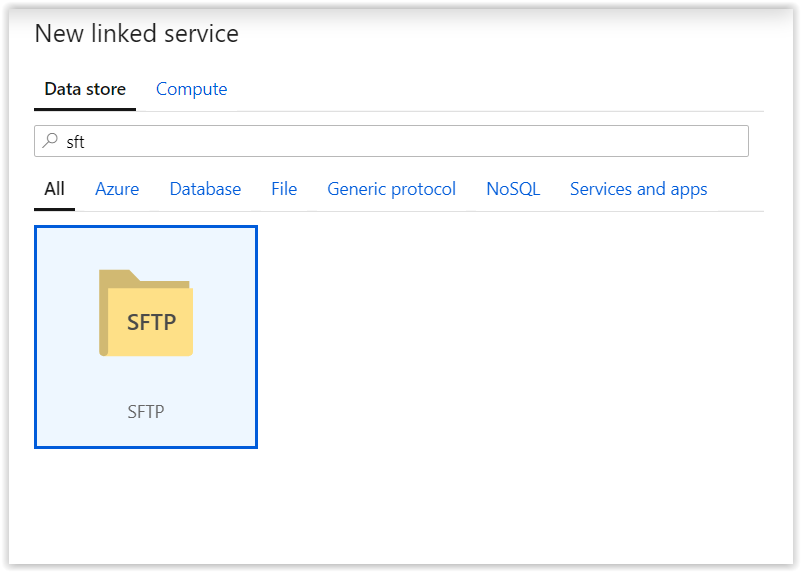 New linked service
Data store Compute
sft
All Azure Database File Generic protocol NoSQL Services and apps
SFTP
SFTP